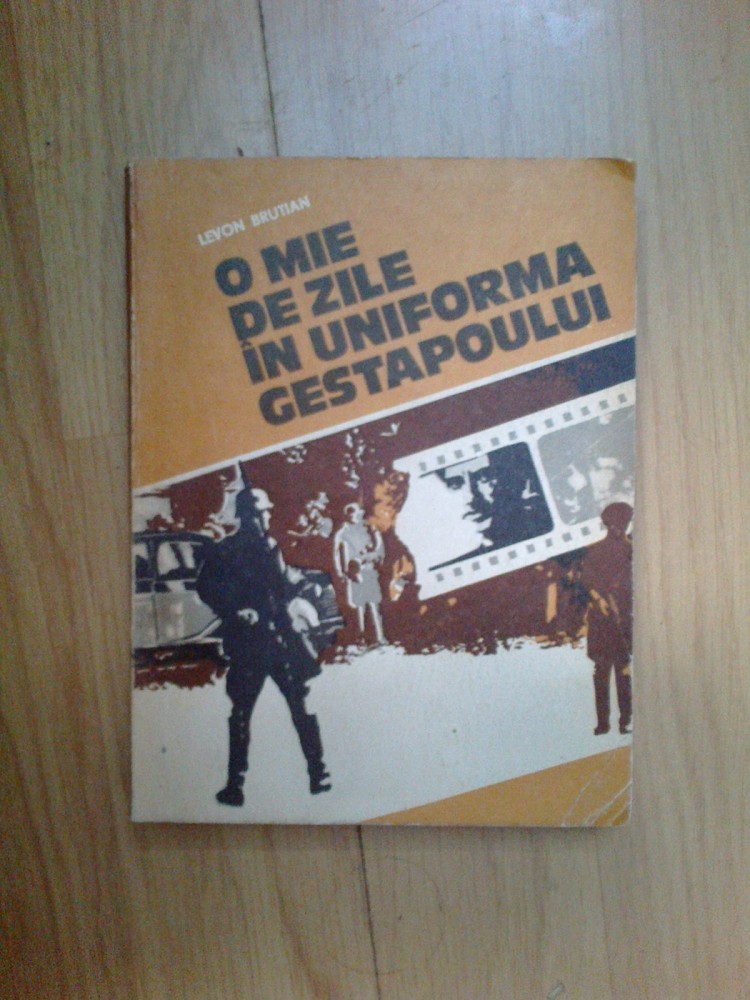 LEVON BRUTIAN
O MIE
DE ZILE
ÎN UNIFORMA
GESTAPOULUI